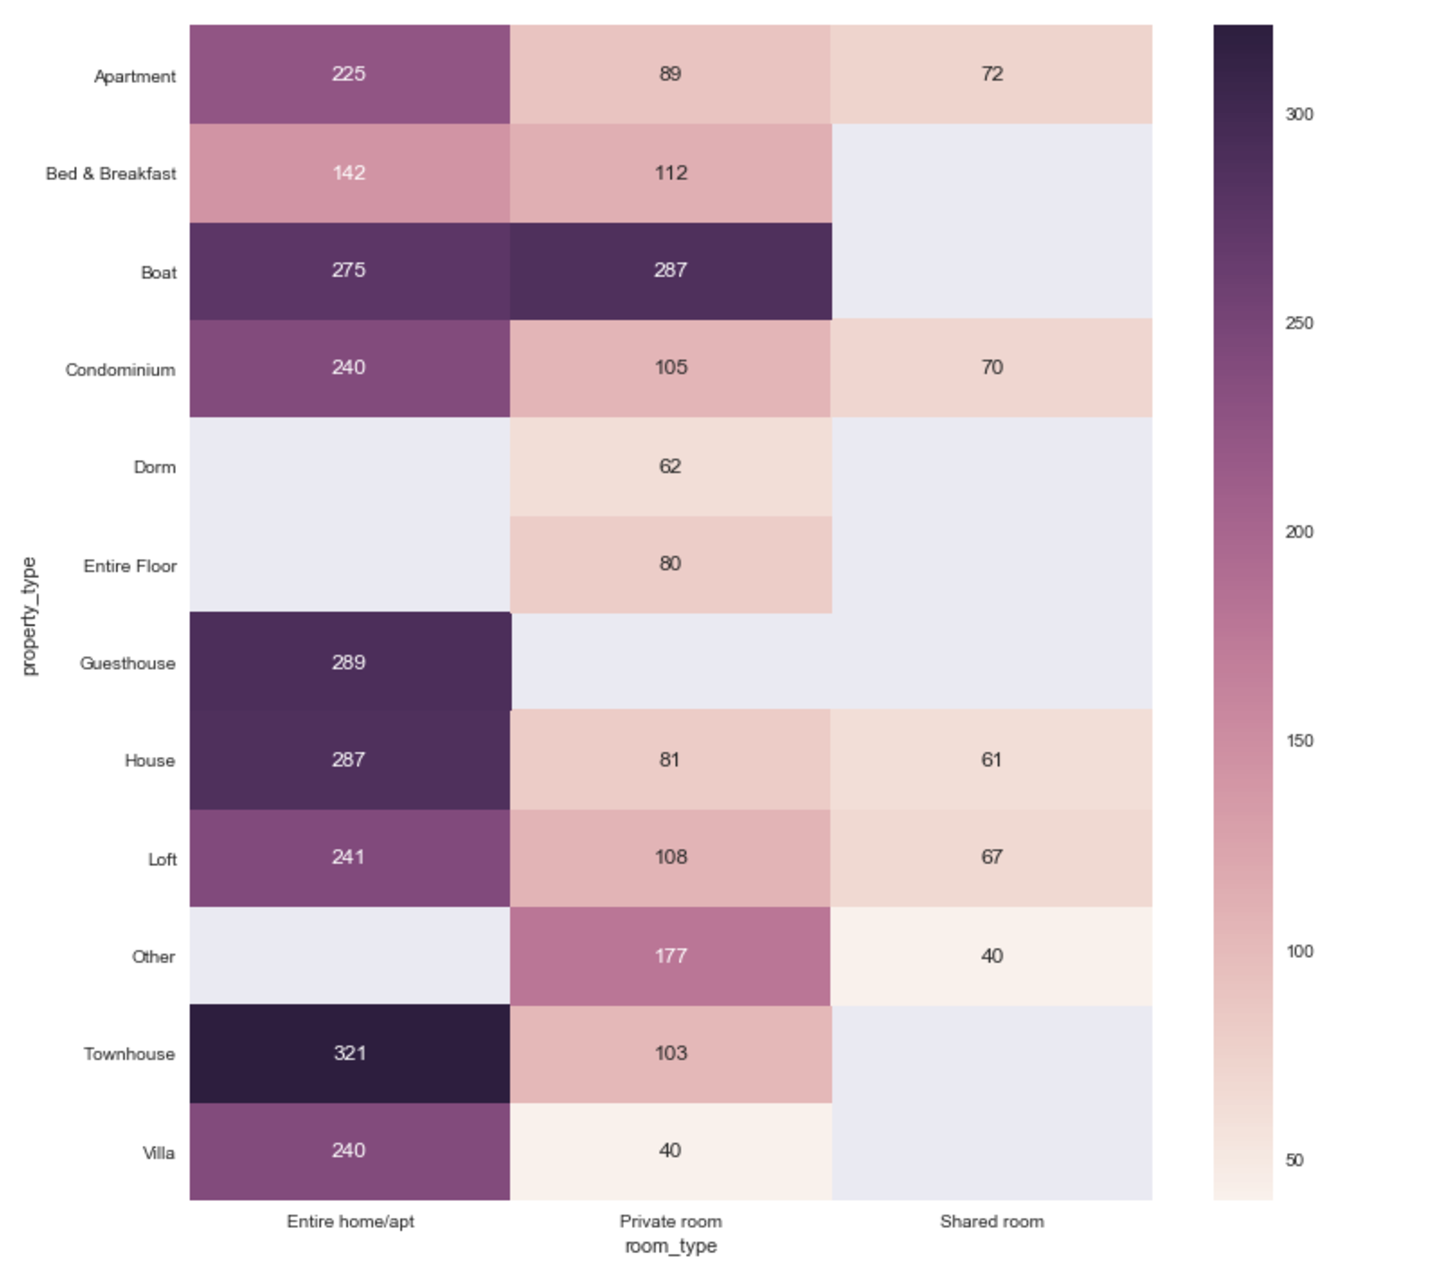 Apartment 225 89 72
300
Bed & Breakfast 142 112
Boat 275 287
250
Condominium 240 105 70
Dorm 62
200
Entire Floor 80
property_type
Guesthouse 289
150
House 287 81 61
Loft 241 108 67
100
Other 177 40
Townhouse 321 103
Villa 240 40
50
Entire home/apt Private room Shared room
room_type